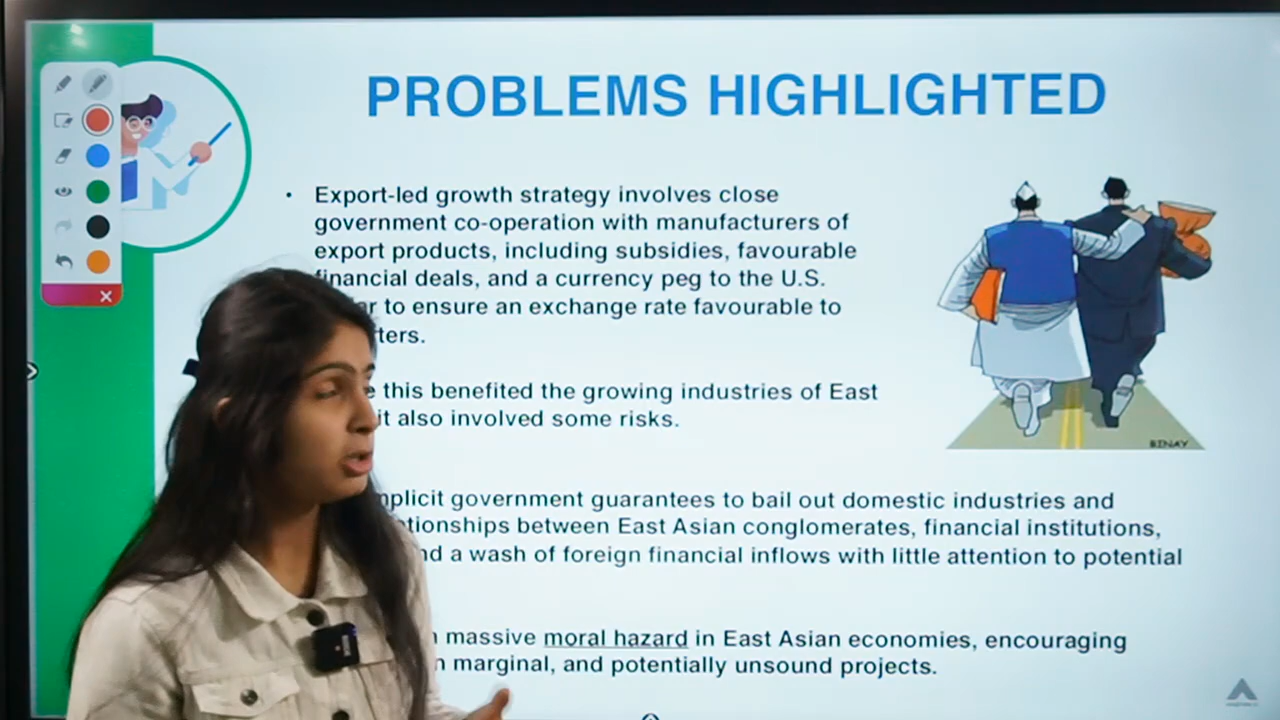 PROBLEMS HIGHLIGHTED
• Export-led growth strategy involves close
government co-operation with manufacturers of
export products, including subsidies, favourable
financial deals, and a currency peg to the U.S.
to ensure an exchange rate favourable to
this benefited the growing industries of East
it also involved some risks.
government guarantees to bail out domestic industries and
between East Asian conglomerates, financial institutions,
a wash of foreign financial inflows with little attention to potential
massive moral hazard in East Asian economies, encouraging
marginal, and potentially unsound projects.
BINAY